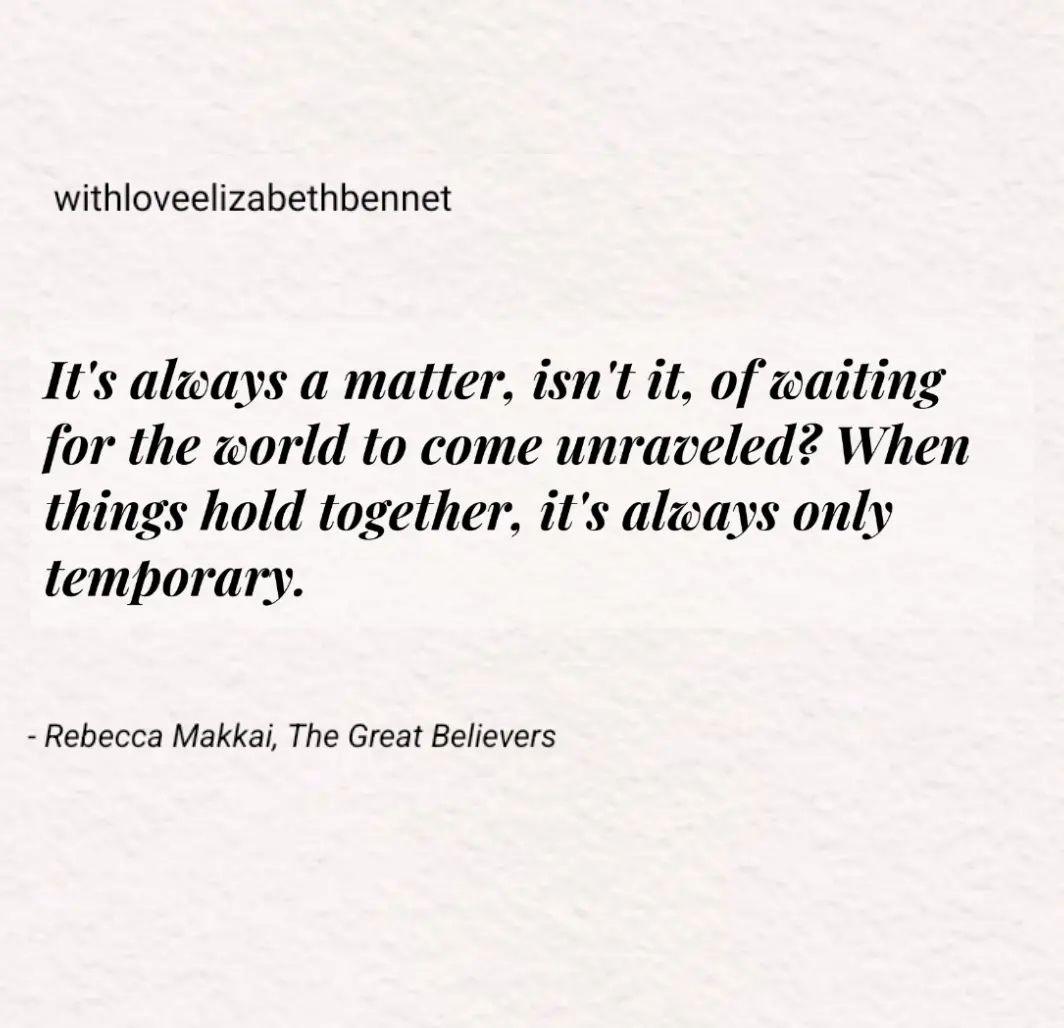 withloveelizabethbennet
It's always a matter, isn't it, of waiting
for the world to come unraveled? When
things hold together, it's always only
temporary.
- Rebecca Makkai, The Great Believers